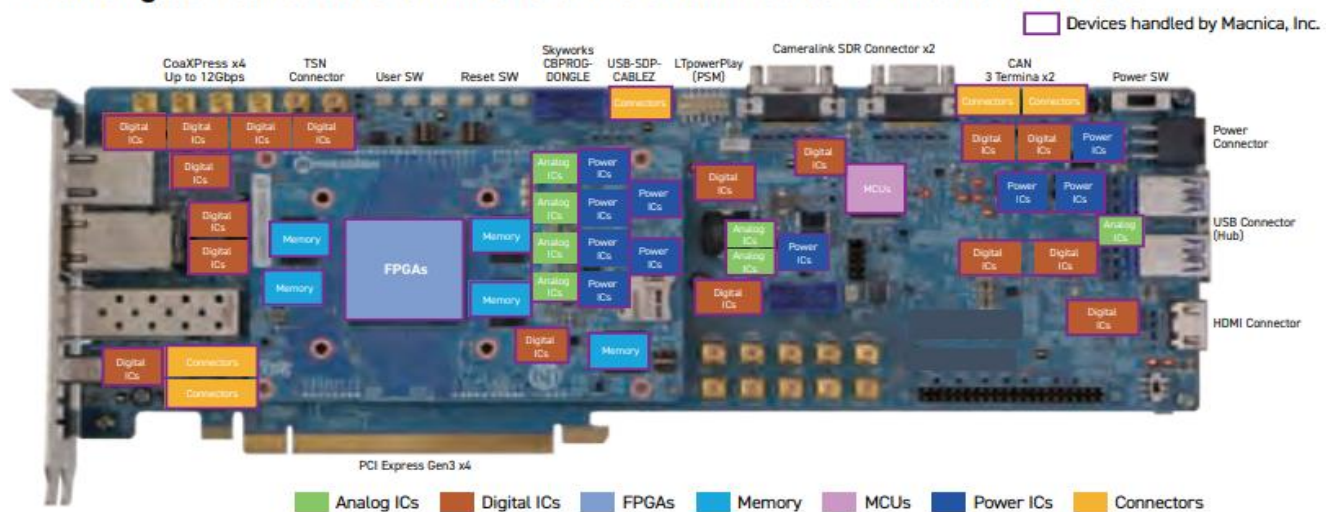 Devices handled by Macnica, Inc.
CoaXPress x4
Up to 12Gbps
TSN
Connector
User SW
Reset SW
Skyworks
CBPROG-
DONGLE
USB-SDP-
CABLEZ
LTpowerPlay
(PSM)
Cameralink SDR Connector x2
CAN
3 Termina x2
Power SW
Connectors
Connectors
Connectors
Digital
ICs
Digital
ICs
Digital
ICs
Digital
ICs
Digital
ICs
Digital
ICs
Power
ICs
Power
Connector
Digital
ICs
Analog
ICs
Power
ICs
Digital
ICs
Digital
ICs
MCUs
Power
ICs
Power
ICs
Power
ICs
Digital
ICs
Analog
ICs
Power
ICs
Analog
ICs
USB Connector
(Hub)
Memory
FPGAs
Memory
Analog
ICs
Digital
ICs
Analog
ICs
Power
ICs
Power
ICs
Analog
ICs
Power
ICs
Digital
ICs
Digital
ICs
Memory
Memory
Analog
ICs
Power
ICs
Digital
ICs
Digital
ICs
HDMI Connector
Digital
ICs
Memory
Digital
ICs
Connectors
Connectors
PCI Express Gen3 x4
Analog ICs
Digital ICs
FPGAs
Memory
MCUs
Power ICs
Connectors